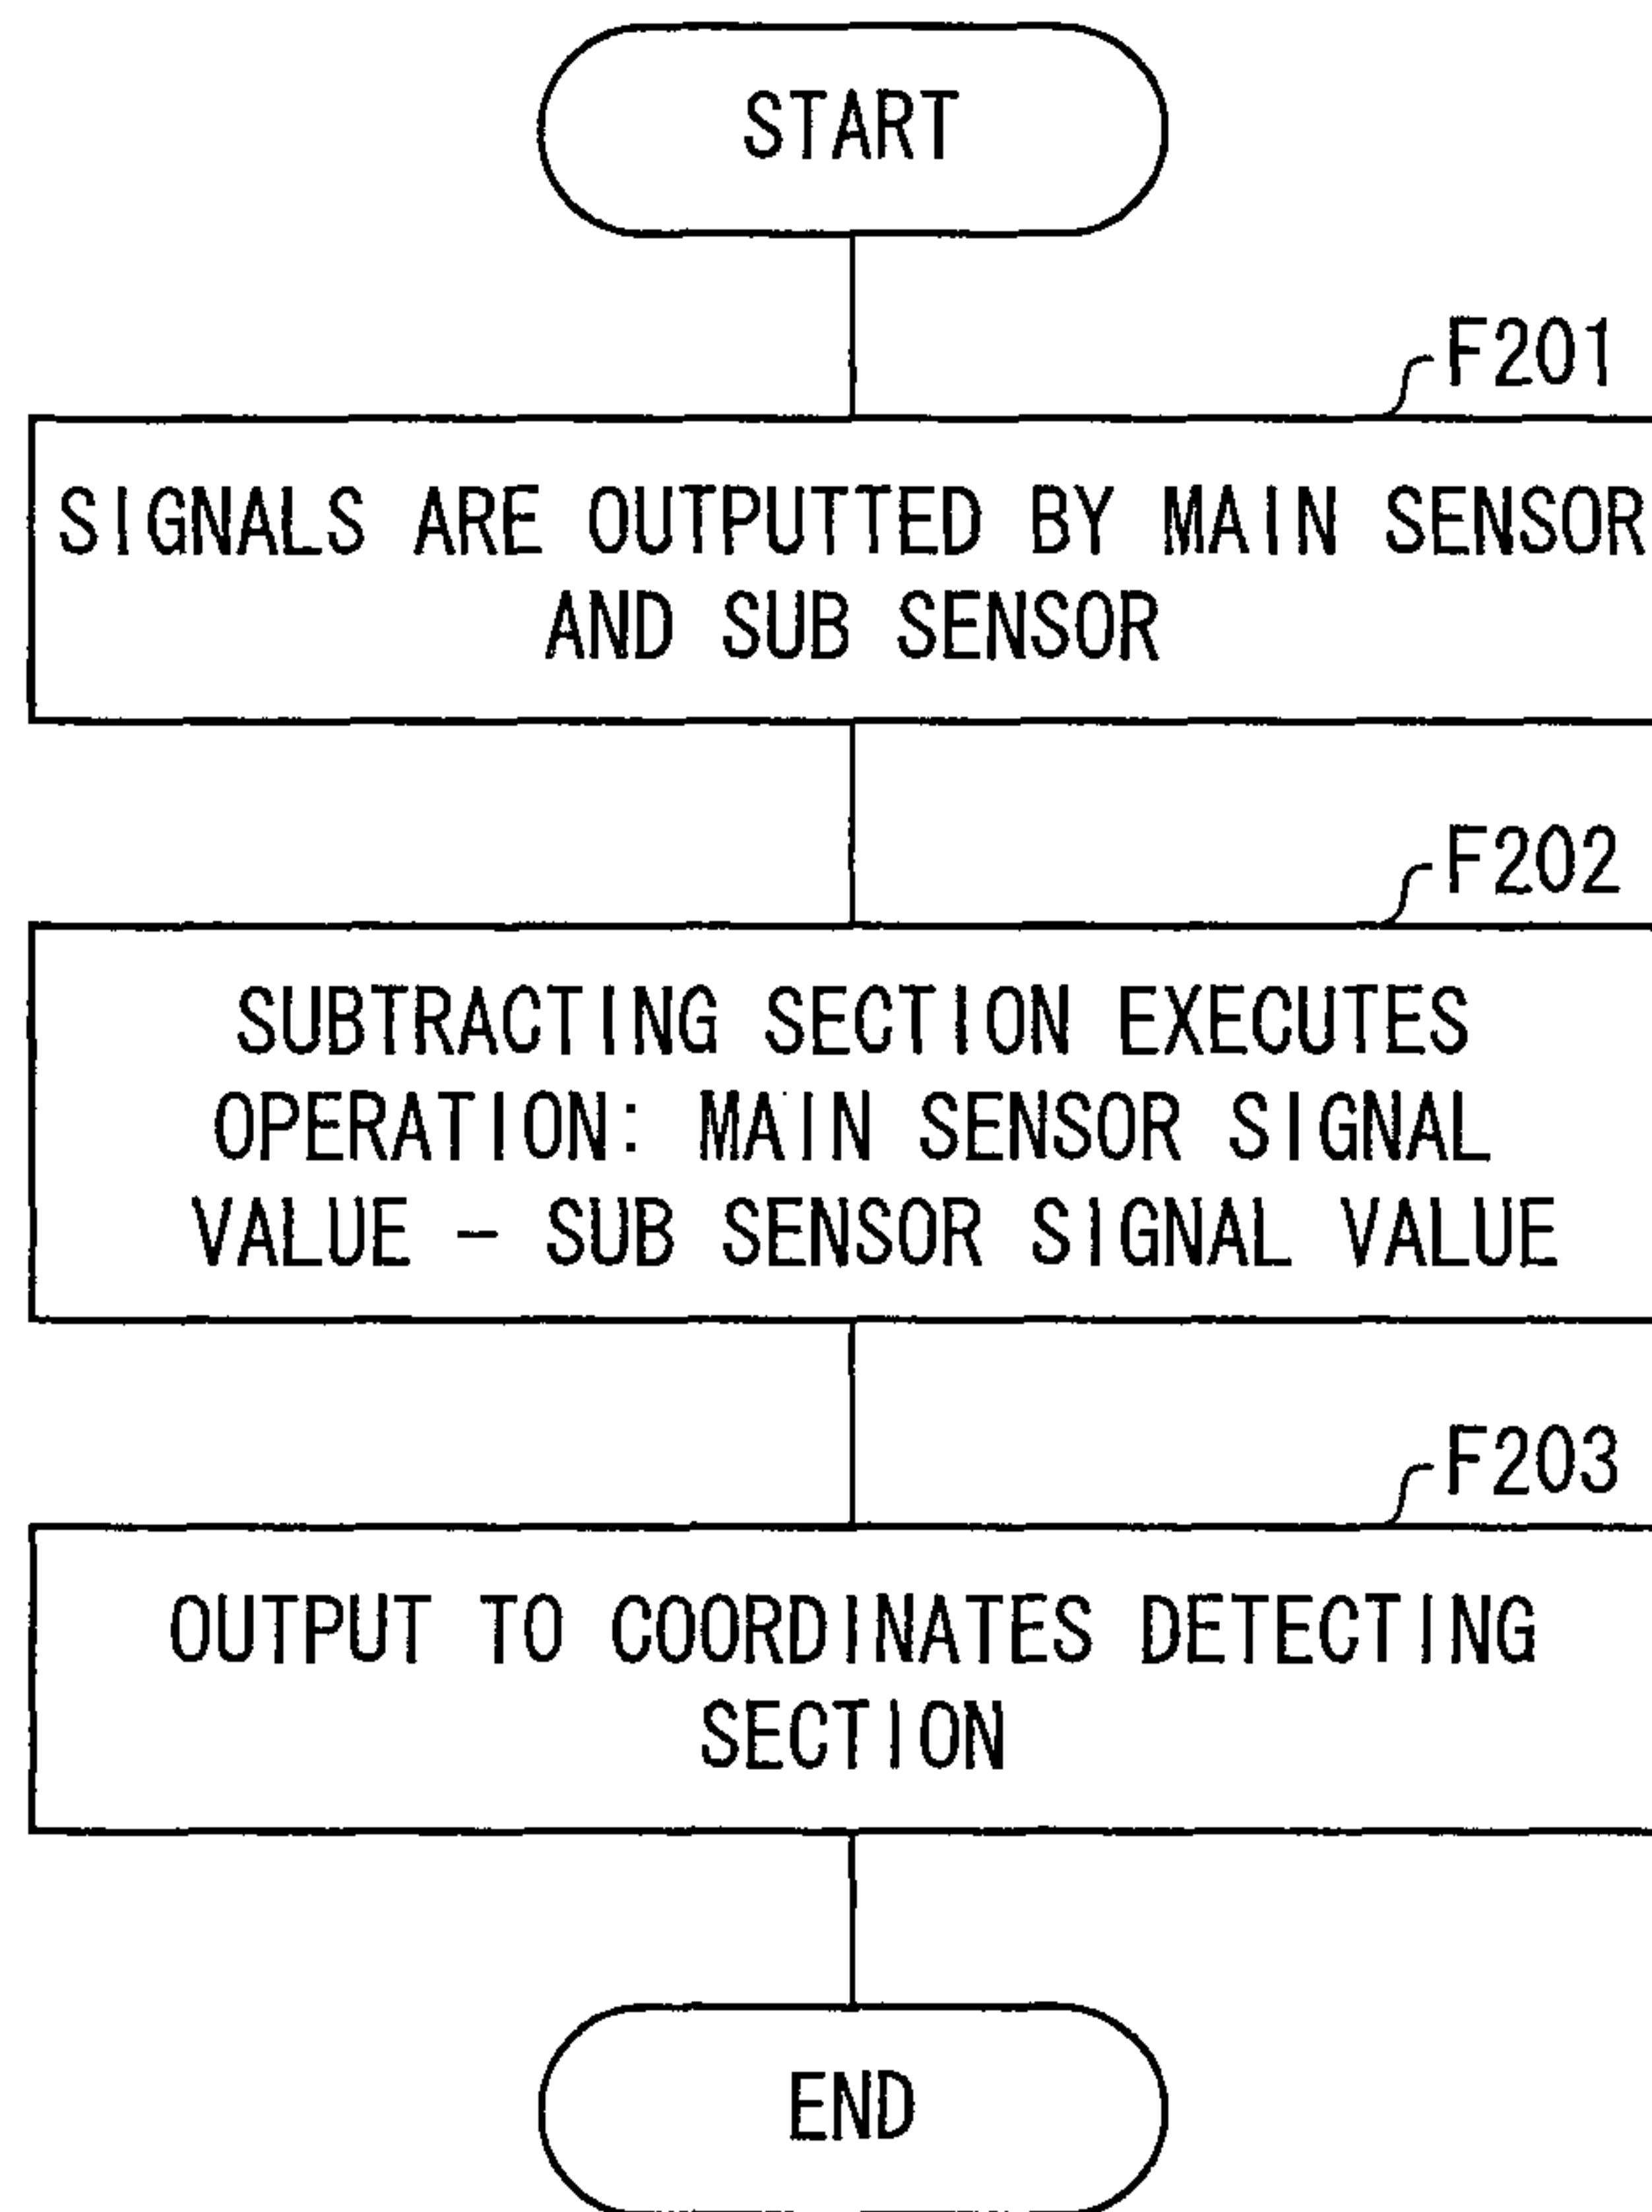 START
F201
SIGNALS ARE OUTPUTTED BY MAIN SENSOR
AND SUB SENSOR
F202
SUBTRACTING SECTION EXECUTES
OPERATION: MAIN SENSOR SIGNAL
VALUE - SUB SENSOR SIGNAL VALUE
F203
OUTPUT TO COORDINATES DETECTING
SECTION
END